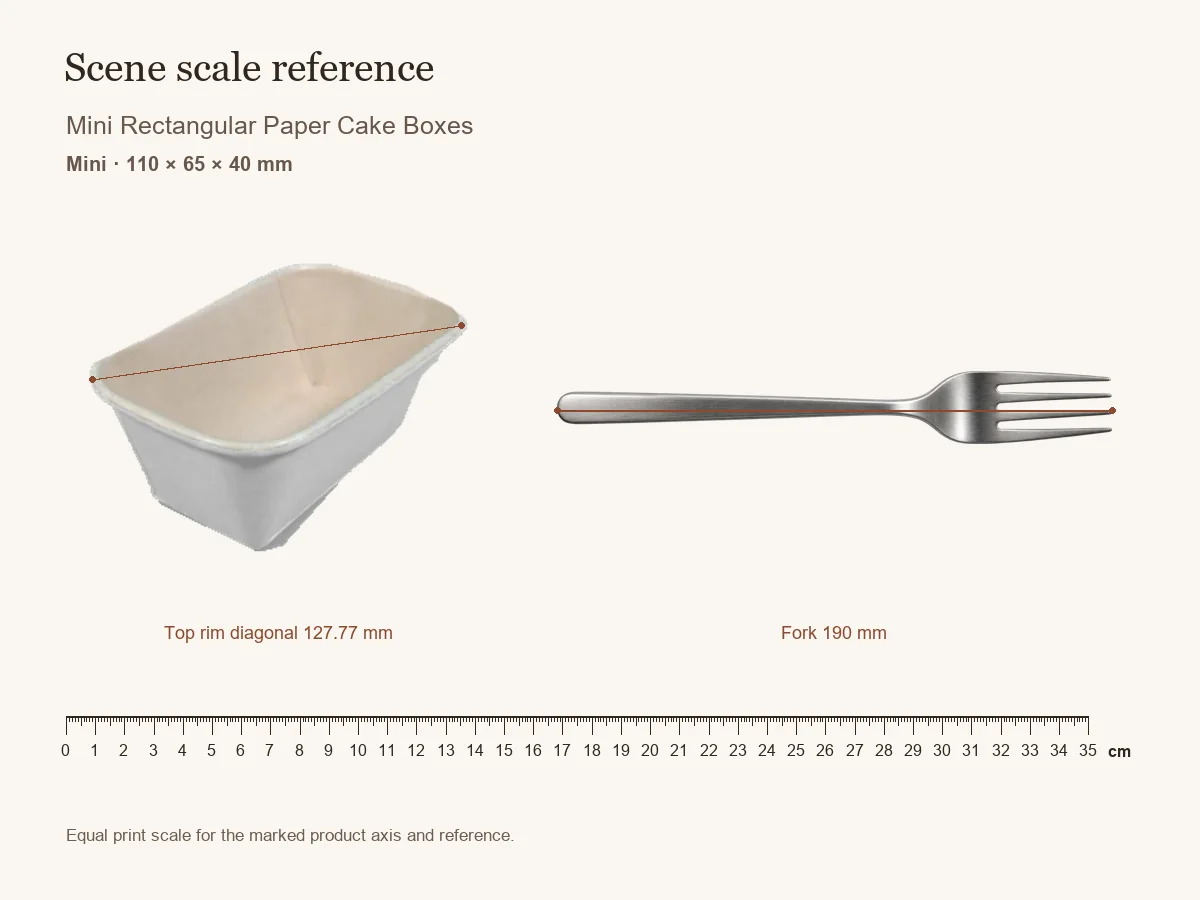 Scene scale reference
Mini Rectangular Paper Cake Boxes
Mini · 110 × 65 × 40 mm
Top rim diagonal 127.77 mm
Fork 190 mm
0 1 2 3 4 5 6 7 8 9 10 11 12 13 14 15 16 17 18 19 20 21 22 23 24 25 26 27 28 29 30 31 32 33 34 35 cm
Equal print scale for the marked product axis and reference.